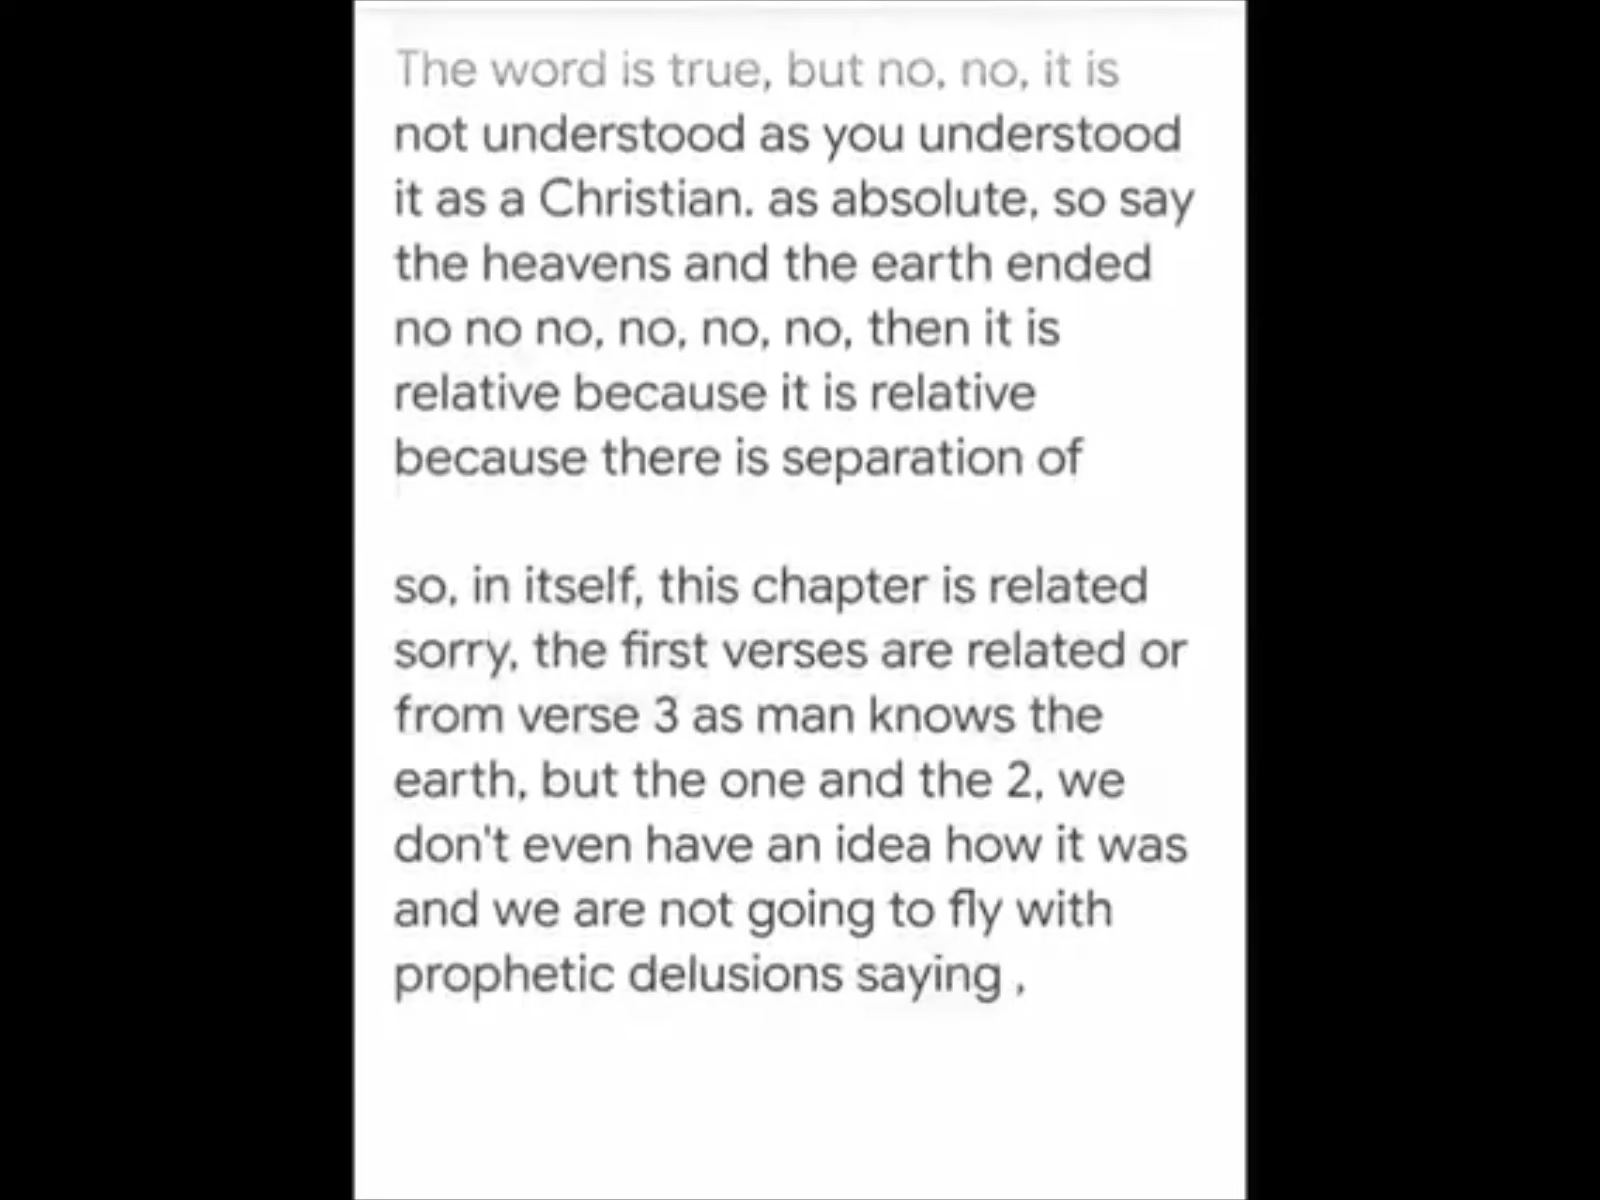 The word is true, but no, no, it is
not understood as you understood
it as a Christian. as absolute, so say
the heavens and the earth ended
no no no, no, no, no, then it is
relative because it is relative
because there is separation of
so, in itself, this chapter is related
sorry, the first verses are related or
from verse 3 as man knows the
earth, but the one and the 2, we
don't even have an idea how it was
and we are not going to fly with
prophetic delusions saying ,